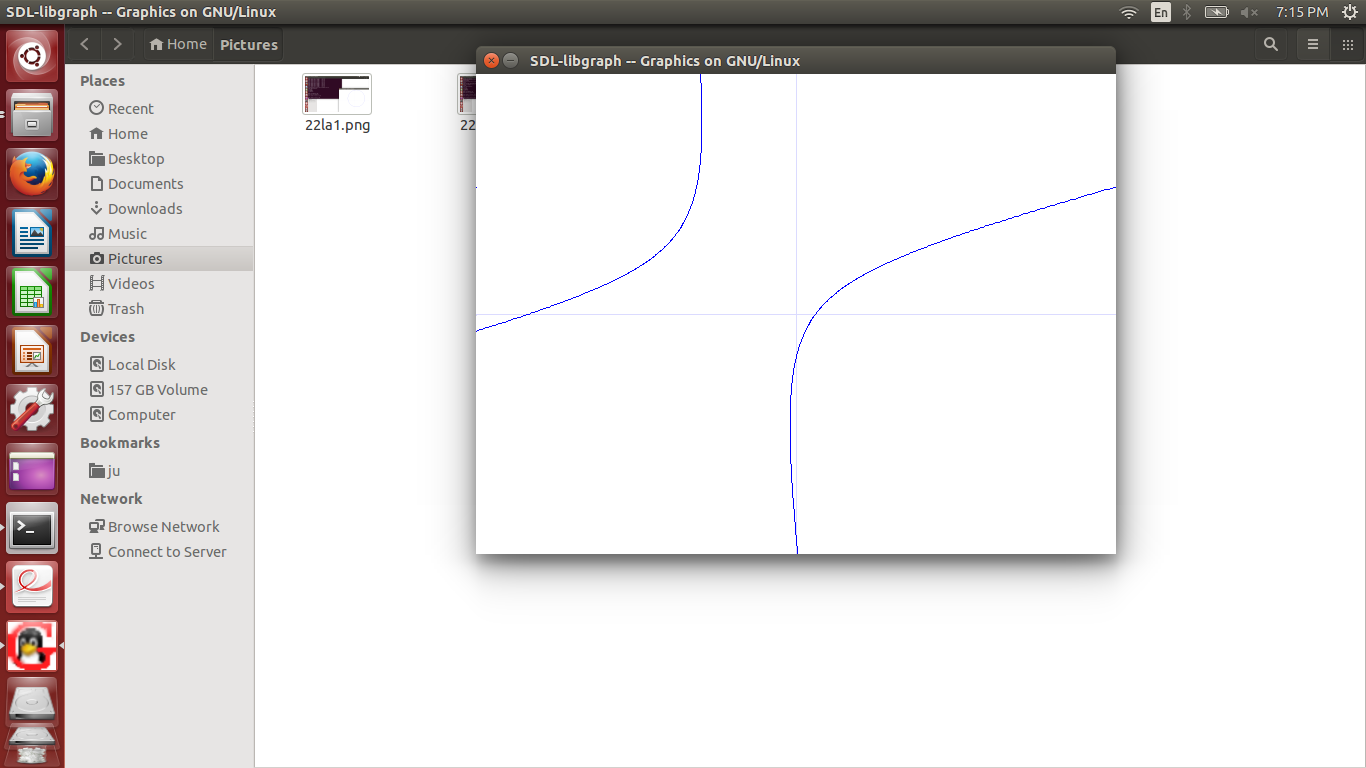 SDL-libgraph -- Graphics on GNU/Linux
En
7:15 PM
Home
Pictures
SDL-libgraph -- Graphics on GNU/Linux
Places
Recent
Home
Desktop
Documents
Downloads
Music
Pictures
Videos
Trash
Devices
Local Disk
157 GB Volume
Computer
Bookmarks
ju
Network
Browse Network
Connect to Server
22la1.png
22